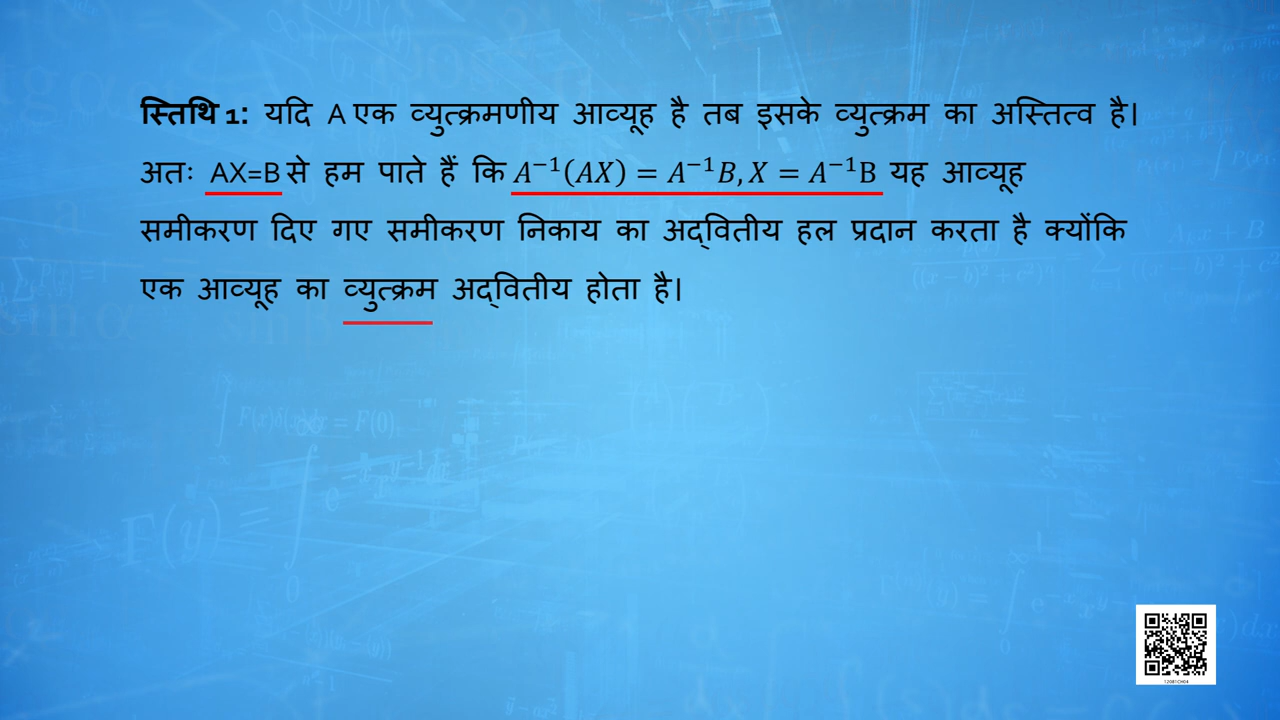 स्तिथि 1: यदि A एक व्युत्क्रमणीय आव्यूह है तब इसके व्युत्क्रम का अस्तित्व है।
अतः AX=B से हम पाते हैं कि A⁻¹(AX) = A⁻¹B, X = A⁻¹B यह आव्यूह
समीकरण दिए गए समीकरण निकाय का अद्वितीय हल प्रदान करता है क्योंकि
एक आव्यूह का व्युत्क्रम अद्वितीय होता है।
12081CH04